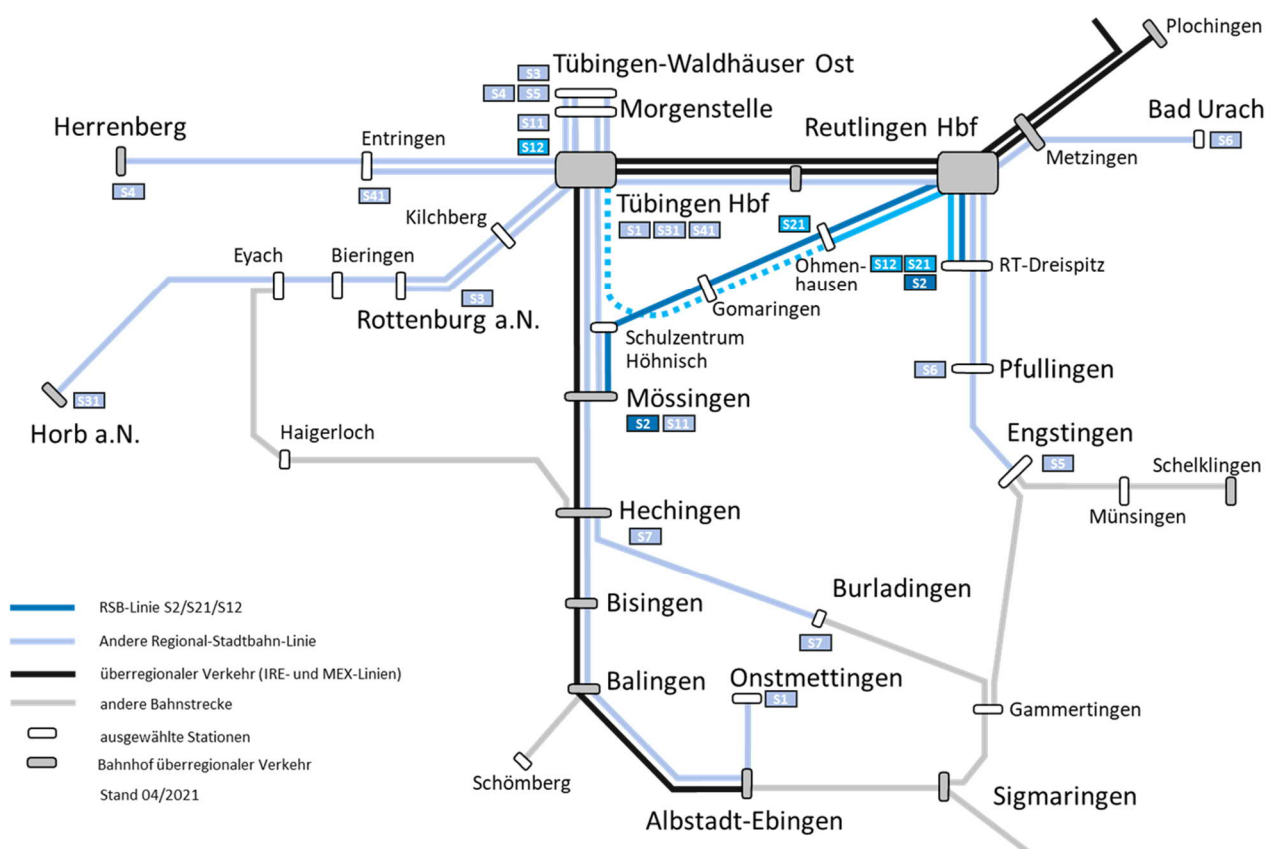 Plochingen
S3
Tübingen-Waldhäuser Ost
S4 S5
Morgenstelle
S11
S12
Herrenberg
S4
Entringen
S41
Reutlingen Hbf
Bad Urach
S6
Metzingen
Kilchberg
Tübingen Hbf
S1 S31 S41
S21
Ohmen-
hausen
S12 S21
S2
RT-Dreispitz
Eyach
Bieringen
S3
Rottenburg a.N.
Gomaringen
Schulzentrum
Höhnisch
S6
Pfullingen
S31
Horb a.N.
Mössingen
S2 S11
Haigerloch
Engstingen
S5
Schelklingen
Münsingen
Hechingen
S7
Burladingen
S7
Bisingen
Balingen
Onstmettingen
S1
Gammertingen
Schömberg
Albstadt-Ebingen
Sigmaringen
RSB-Linie S2/S21/S12
Andere Regional-Stadtbahn-Linie
überregionaler Verkehr (IRE- und MEX-Linien)
andere Bahnstrecke
ausgewählte Stationen
Bahnhof überregionaler Verkehr
Stand 04/2021